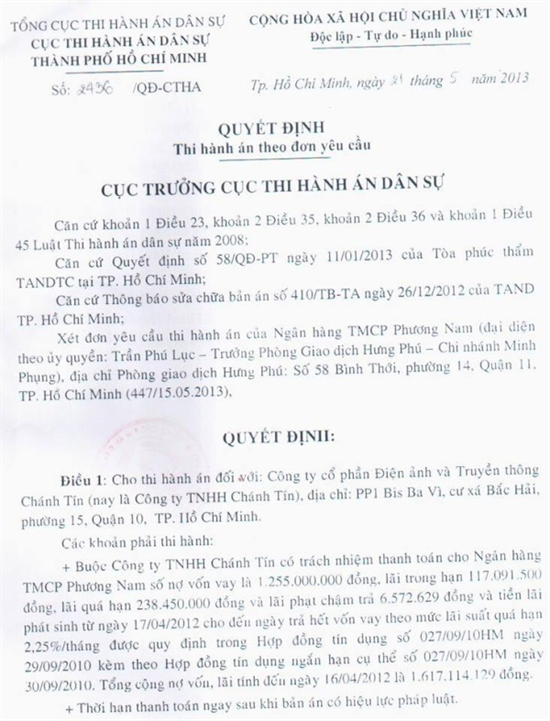 TỔNG CỤC THI HÀNH ÁN DÂN SỰ
CỤC THI HÀNH ÁN DÂN SỰ
THÀNH PHỐ HỒ CHÍ MINH
Số: 2436 /QĐ-CTHA
CỘNG HÒA XÃ HỘI CHỦ NGHĨA VIỆT NAM
Độc lập - Tự do - Hạnh phúc
Tp. Hồ Chí Minh, ngày 21 tháng 5 năm 2013
QUYẾT ĐỊNH
Thi hành án theo đơn yêu cầu
CỤC TRƯỞNG CỤC THI HÀNH ÁN DÂN SỰ
Căn cứ khoản 1 Điều 23, khoản 2 Điều 35, khoản 2 Điều 36 và khoản 1 Điều
45 Luật Thi hành án dân sự năm 2008;
Căn cứ Quyết định số 58/QĐ-PT ngày 11/01/2013 của Tòa phúc thẩm
TANDTC tại TP. Hồ Chí Minh;
Căn cứ Thông báo sửa chữa bản án số 410/TB-TA ngày 26/12/2012 của TAND
TP. Hồ Chí Minh;
Xét đơn yêu cầu thi hành án của Ngân hàng TMCP Phương Nam (đại diện
theo ủy quyền: Trần Phú Lục – Trưởng Phòng Giao dịch Hưng Phú – Chi nhánh Minh
Phụng), địa chỉ Phòng giao dịch Hưng Phú: Số 58 Bình Thới, phường 14, Quận 11,
TP. Hồ Chí Minh (447/15.05.2013),
QUYẾT ĐỊNH:
Điều 1: Cho thi hành án đối với: Công ty cổ phần Điện ảnh và Truyền thông
Chánh Tín (nay là Công ty TNHH Chánh Tín), địa chỉ: PP1 Bis Ba Vì, cư xá Bắc Hải,
phường 15, Quận 10, TP. Hồ Chí Minh.
Các khoản phải thi hành:
+ Buộc Công ty TNHH Chánh Tín có trách nhiệm thanh toán cho Ngân hàng
TMCP Phương Nam số nợ vốn vay là 1.255.000.000 đồng, lãi trong hạn 117.091.500
đồng, lãi quá hạn 238.450.000 đồng và lãi phạt chậm trả 6.572.629 đồng và tiền lãi
phát sinh từ ngày 17/04/2012 cho đến ngày trả hết vốn vay theo mức lãi suất quá hạn
2,25%/tháng được quy định trong Hợp đồng tín dụng số 027/09/10HM ngày
29/09/2010 kèm theo Hợp đồng tín dụng ngắn hạn cụ thể số 027/09/10HM ngày
30/09/2010. Tổng cộng nợ vốn, lãi tính đến ngày 16/04/2012 là 1.617.114.129 đồng.
+ Thời hạn thanh toán ngay sau khi bản án có hiệu lực pháp luật.